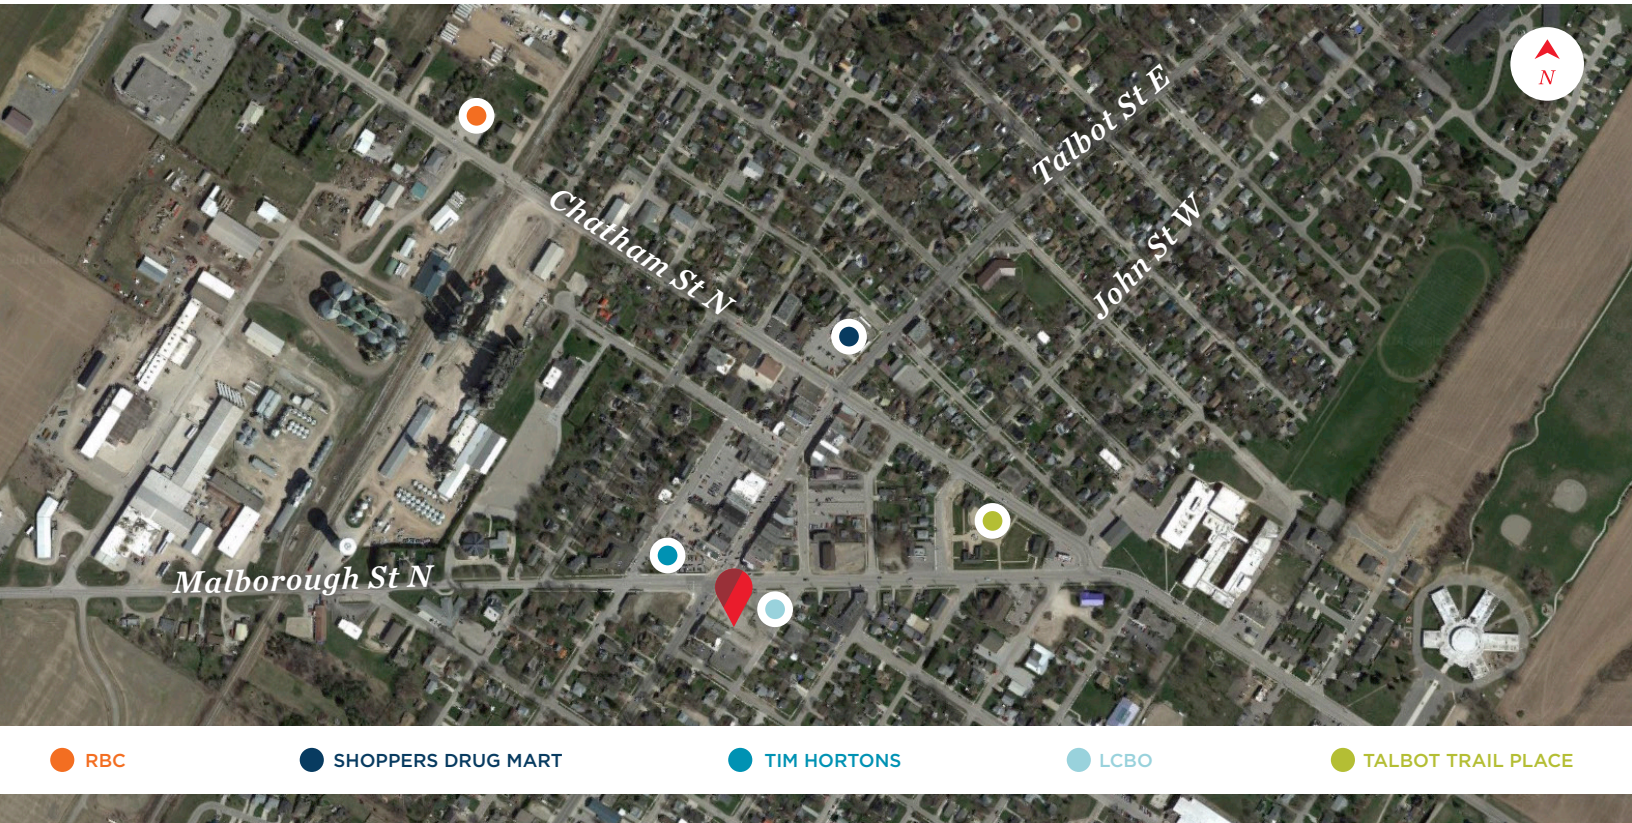 N
Talbot St E
John St W
Chatham St N
Malborough St N
RBC
SHOPPERS DRUG MART
TIM HORTONS
LCBO
TALBOT TRAIL PLACE